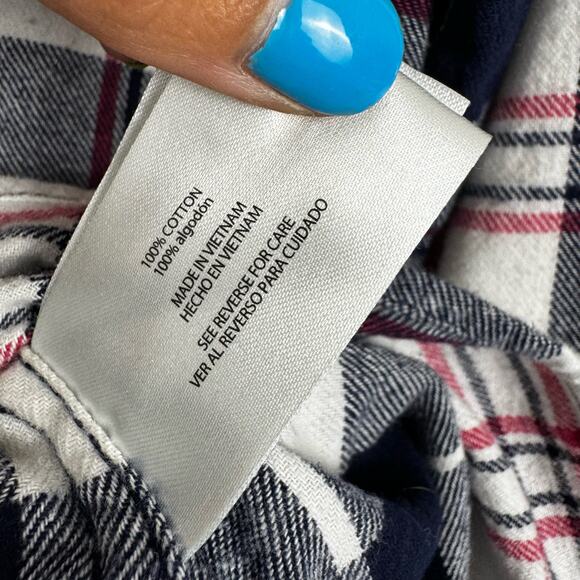 100% COTTON
100% algodón
MADE IN VIETNAM
HECHO EN VIETNAM
SEE REVERSE FOR CARE
VER AL REVERSO PARA CUIDADO